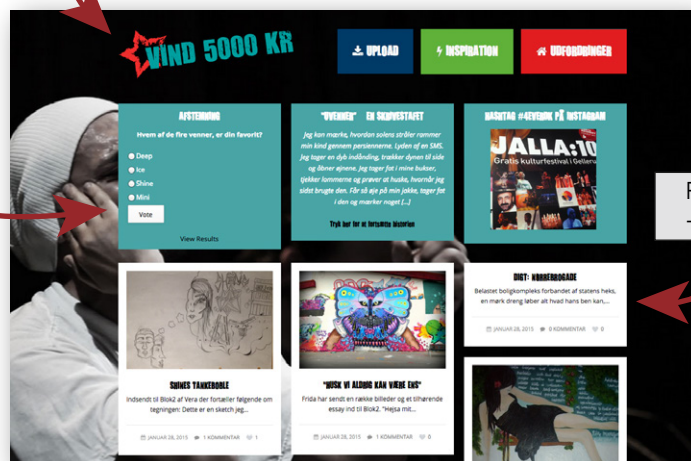 VIND 5000 KR
UPLOAD
INSPIRATION
UDFORDRINGER
AFSTEMNING
Hvem af de fire venner, er din favorit?
Deep
Ice
Shine
Mini
Vote
View Results
"UVENNER" EN SKRIVESTAFET
Jeg kan mærke, hvordan solens stråler rammer
min kind gennem persiennerne. Lyden af en SMS.
Jeg tager en dyb indånding, trækker dynen til side
og åbner øjnene. Jeg tager fat i mine bukser,
tjekker lommerne og prøver at huske, hvornår jeg
sidst brugte den. Får så øje på min jakke, tager fat
i den og mærker noget [...]
Tryk her for at fortsætte historien
HASHTAG #4EVERDK PÅ INSTAGRAM
JALLA:10
Gratis kulturfestival i Gellerup
SHINES TANKEBOBLE
Indsendt til Blok2 af Vera der fortæller følgende om
tegningen: Dette er en sketch jeg...
JANUAR 28, 2015 1 KOMMENTAR 1
"HUSK VI ALDRIG KAN VÆRE ENS"
Frida har sendt en række billeder og et tilhørende
essay ind til Blok2. "Hejsa mit...
JANUAR 28, 2015 1 KOMMENTAR 0
DIGT: NØRREBROGADE
Belastet boligkompleks forbandet af statens heks,
en mørk dreng løber alt hvad hans ben kan,...
JANUAR 28, 2015 0 KOMMENTAR 0